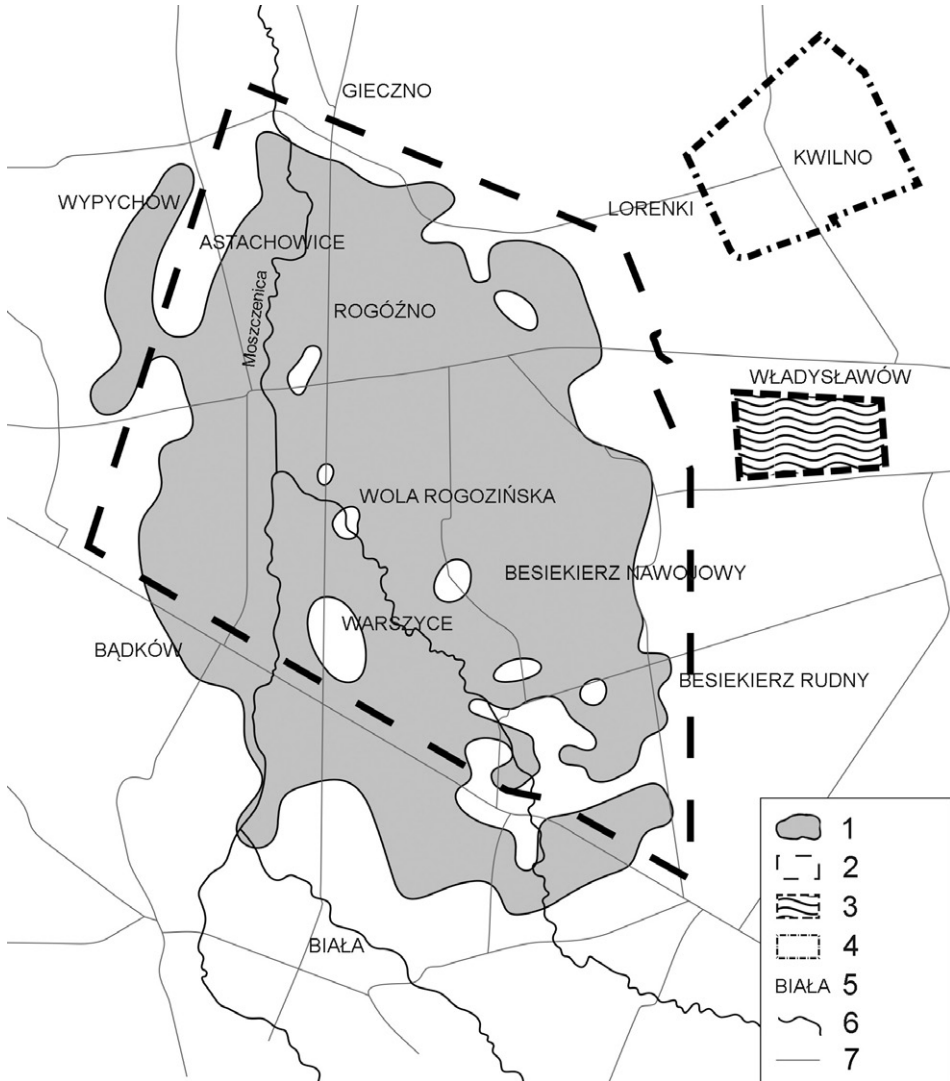 GIECZNO
KWILNO
WYPYCHÓW
LORENKI
ASTACHOWICE
Moszczenica
ROGÓŹNO
WŁADYSŁAWÓW
WOLA ROGOZIŃSKA
BESIEKIERZ NAWOJOWY
WARSZYCE
BĄDKÓW
BESIEKIERZ RUDNY
BIAŁA
1
2
3
4
BIAŁA 5
6
7